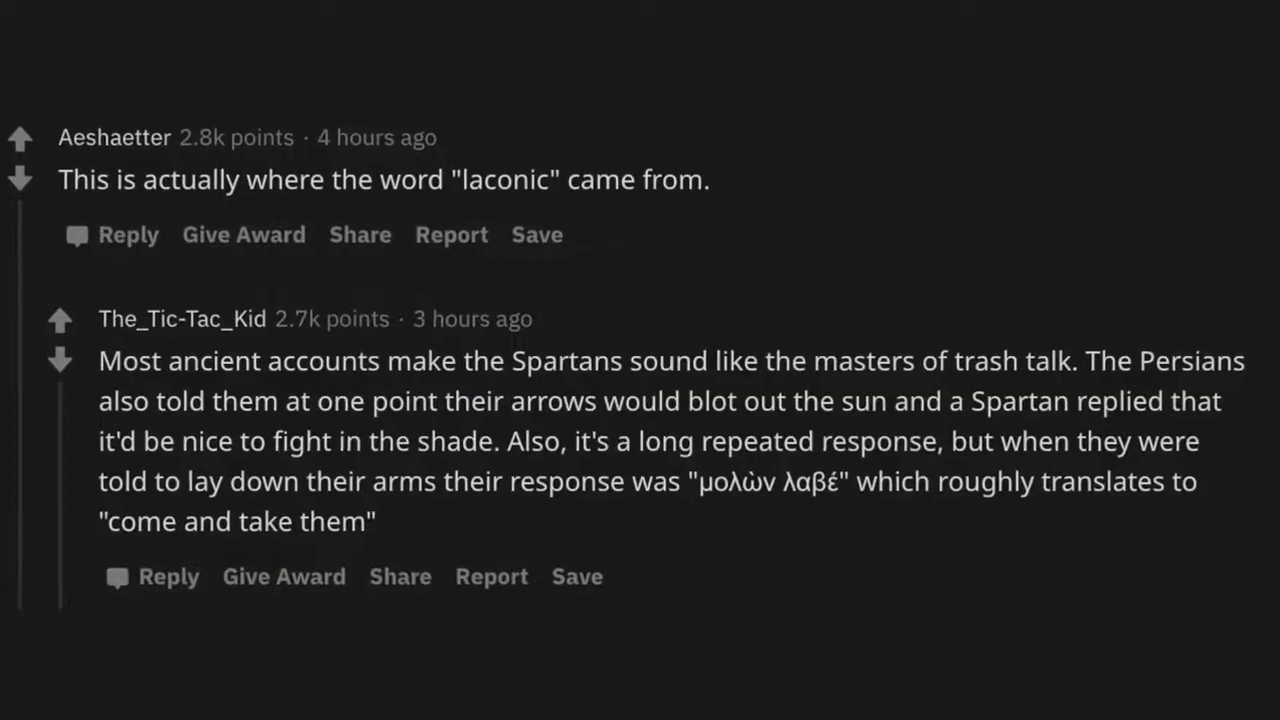 Aeshaetter 2.8k points · 4 hours ago
This is actually where the word "laconic" came from.
Reply Give Award Share Report Save
The_Tic-Tac_Kid 2.7k points · 3 hours ago
Most ancient accounts make the Spartans sound like the masters of trash talk. The Persians
also told them at one point their arrows would blot out the sun and a Spartan replied that
it'd be nice to fight in the shade. Also, it's a long repeated response, but when they were
told to lay down their arms their response was "μολὼν λαβέ" which roughly translates to
"come and take them"
Reply Give Award Share Report Save